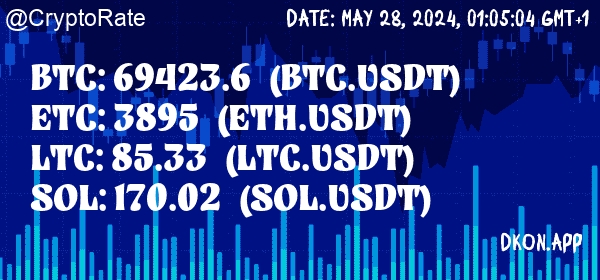 @CryptoRate
DATE: MAY 28, 2024, 01:05:04 GMT+1
BTC: 69423.6 (BTC.USDT)
ETC: 3895 (ETH.USDT)
LTC: 85.33 (LTC.USDT)
SOL: 170.02 (SOL.USDT)
DKON.APP